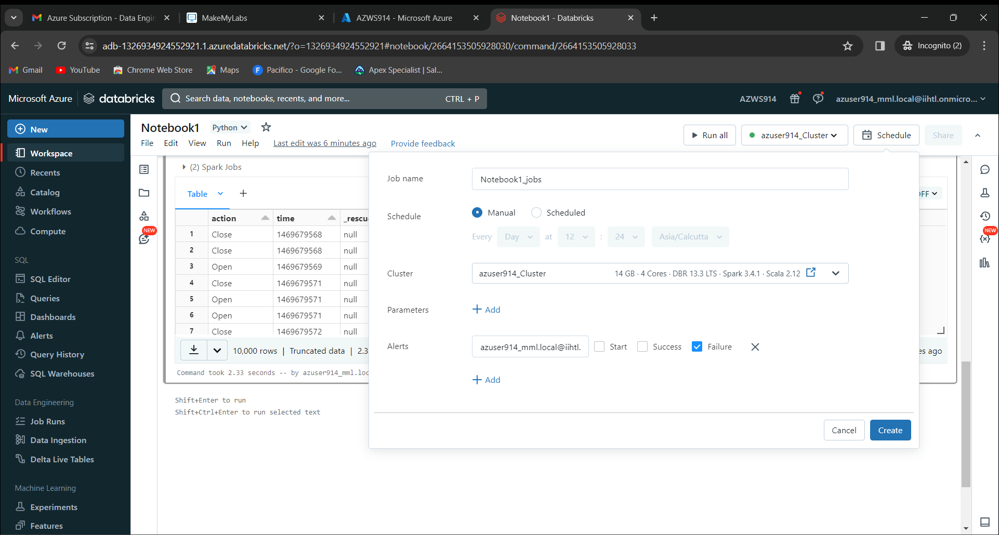 Azure Subscription - Data Engin
MakeMyLabs
AZWS914 - Microsoft Azure
Notebook1 - Databricks
adb-1326934924552921.1.azuredatabricks.net/?o=1326934924552921#notebook/2664153505928030/command/2664153505928033
Incognito (2)
Gmail
YouTube
Chrome Web Store
Maps
Pacifico - Google Fo...
Apex Specialist | Sal...
Microsoft Azure
databricks
Search data, notebooks, recents, and more...
CTRL + P
AZWS914
azuser914_mml.local@iihtl.onmicro...
New
Workspace
Recents
Catalog
Workflows
Compute
SQL
SQL Editor
Queries
Dashboards
Alerts
Query History
SQL Warehouses
Data Engineering
Job Runs
Data Ingestion
Delta Live Tables
Machine Learning
Experiments
Features
Notebook1
Python
File Edit View Run Help
Last edit was 6 minutes ago
Provide feedback
Run all
azuser914_Cluster
Schedule
Share
NEW
(2) Spark Jobs
Table
+
action time _rescu
1 Close 1469679568 null
2 Close 1469679568 null
3 Open 1469679569 null
4 Close 1469679571 null
5 Open 1469679571 null
6 Open 1469679571 null
7 Close 1469679572 null
10,000 rows | Truncated data | 2.3
Command took 2.33 seconds -- by azuser914_mml.loc
Shift+Enter to run
Shift+Ctrl+Enter to run selected text
Job name
Notebook1_jobs
Schedule
Manual
Scheduled
Every Day at 12 : 24 Asia/Calcutta
Cluster
azuser914_Cluster
14 GB · 4 Cores · DBR 13.3 LTS · Spark 3.4.1 · Scala 2.12
Parameters
+ Add
Alerts
azuser914_mml.local@iihtl.
Start
Success
Failure
+ Add
Cancel
Create
FF
es ago
NEW